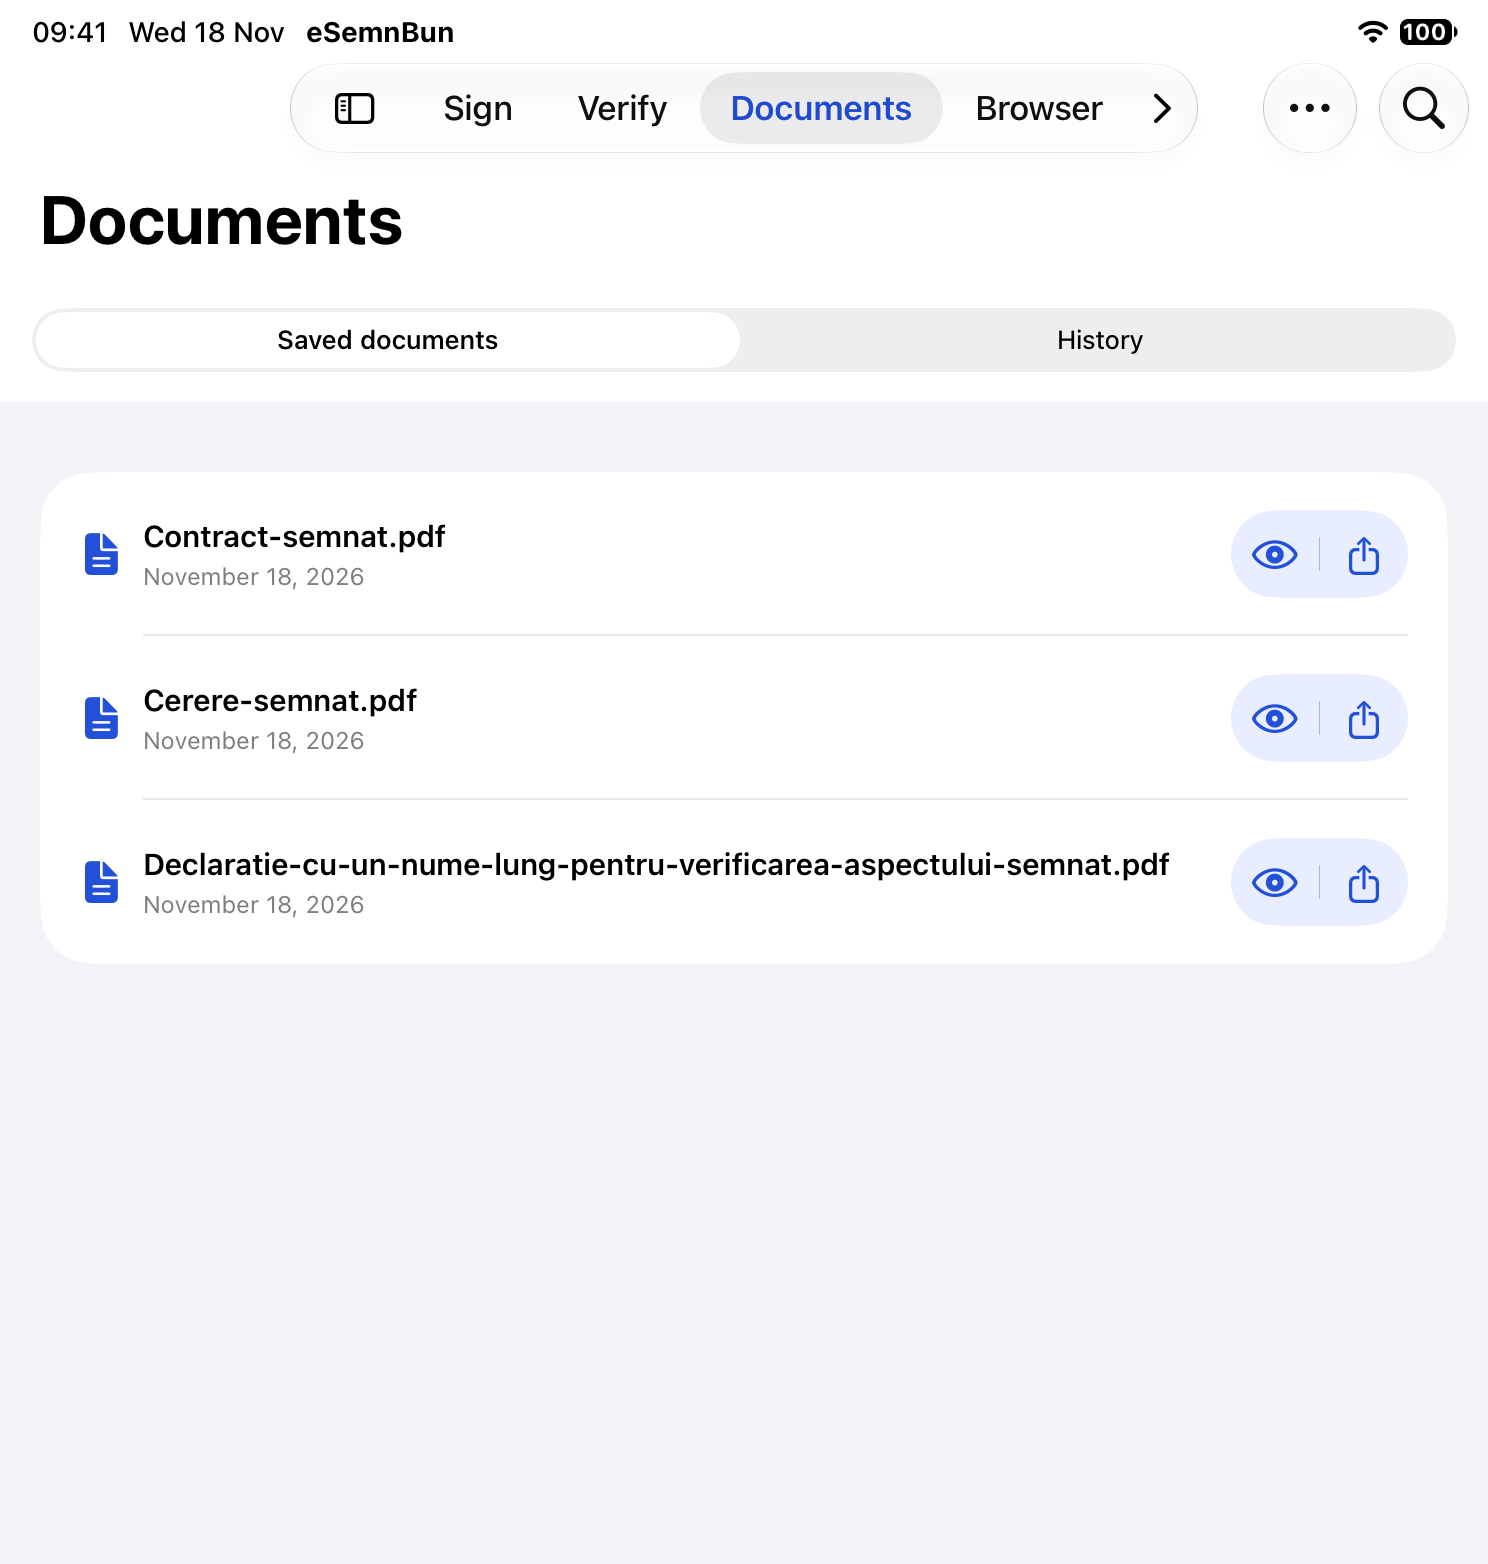 09:41 Wed 18 Nov eSemnBun 100
Sign Verify Documents Browser
Documents
Saved documents History
Contract-semnat.pdf
November 18, 2026
Cerere-semnat.pdf
November 18, 2026
Declaratie-cu-un-nume-lung-pentru-verificarea-aspectului-semnat.pdf
November 18, 2026